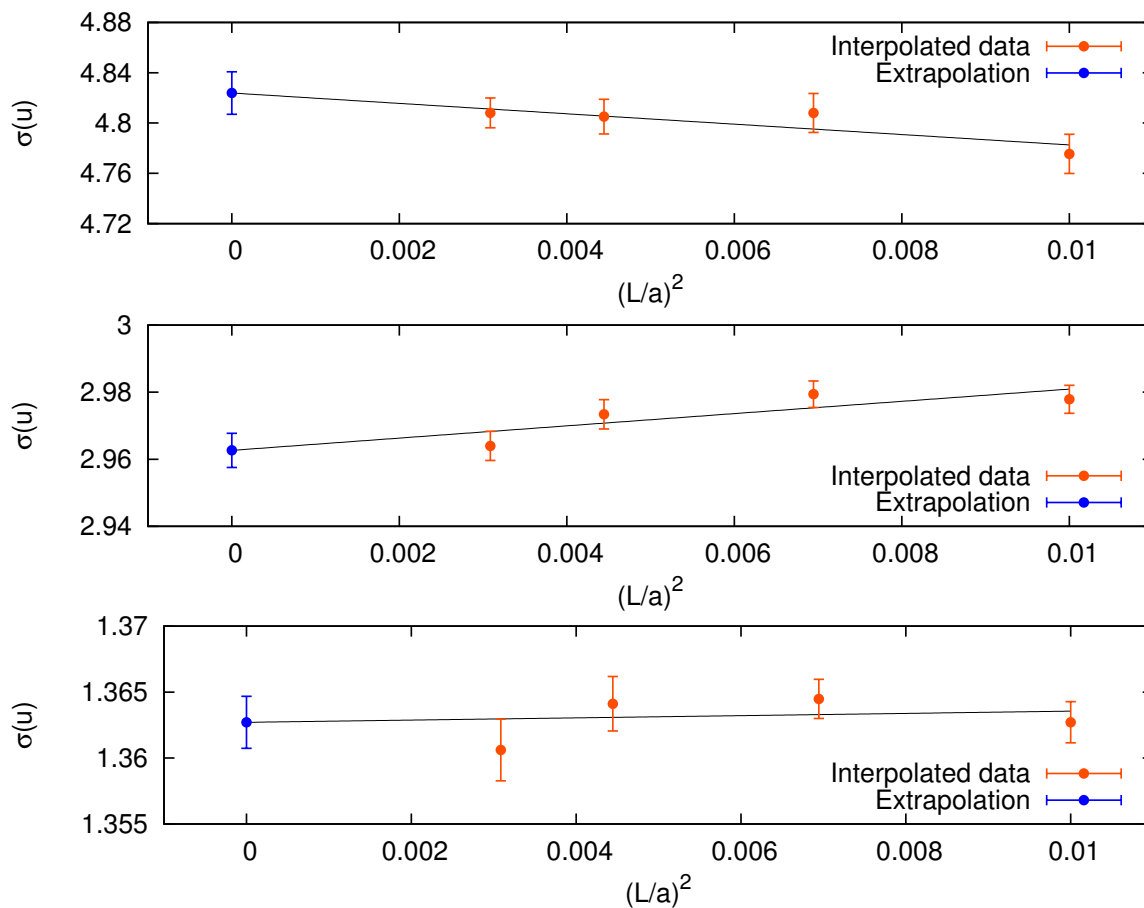 4.88
4.84
4.8
4.76
4.72
σ(u)
Interpolated data
Extrapolation
0 0.002 0.004 0.006 0.008 0.01
(L/a)²
3
2.98
2.96
2.94
σ(u)
Interpolated data
Extrapolation
0 0.002 0.004 0.006 0.008 0.01
(L/a)²
1.37
1.365
1.36
1.355
σ(u)
Interpolated data
Extrapolation
0 0.002 0.004 0.006 0.008 0.01
(L/a)²